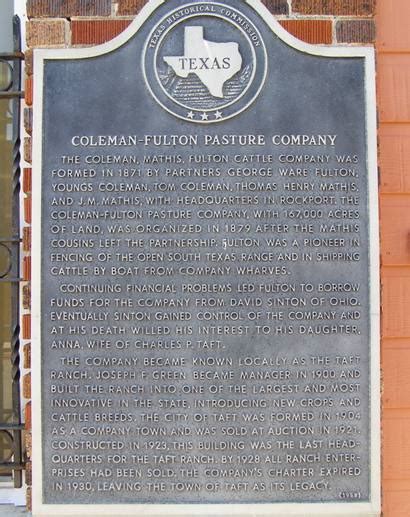 TEXAS HISTORICAL COMMISSION
TEXAS
COLEMAN-FULTON PASTURE COMPANY
THE COLEMAN, MATHIS, FULTON CATTLE COMPANY WAS
FORMED IN 1871 BY PARTNERS GEORGE WARE FULTON,
YOUNGS COLEMAN, TOM COLEMAN, THOMAS HENRY MATHIS,
AND J.M. MATHIS, WITH HEADQUARTERS IN ROCKPORT. THE
COLEMAN-FULTON PASTURE COMPANY, WITH 167,000 ACRES
OF LAND, WAS ORGANIZED IN 1879 AFTER THE MATHIS
COUSINS LEFT THE PARTNERSHIP. FULTON WAS A PIONEER IN
FENCING OF THE OPEN SOUTH TEXAS RANGE AND IN SHIPPING
CATTLE BY BOAT FROM COMPANY WHARVES.
CONTINUING FINANCIAL PROBLEMS LED FULTON TO BORROW
FUNDS FOR THE COMPANY FROM DAVID SINTON OF OHIO.
EVENTUALLY SINTON GAINED CONTROL OF THE COMPANY AND
AT HIS DEATH WILLED HIS INTEREST TO HIS DAUGHTER,
ANNA, WIFE OF CHARLES P. TAFT.
THE COMPANY BECAME KNOWN LOCALLY AS THE TAFT
RANCH. JOSEPH F. GREEN BECAME MANAGER IN 1900 AND
BUILT THE RANCH INTO ONE OF THE LARGEST AND MOST
INNOVATIVE IN THE STATE, INTRODUCING NEW CROPS AND
CATTLE BREEDS. THE CITY OF TAFT WAS FORMED IN 1904
AS A COMPANY TOWN AND WAS SOLD AT AUCTION IN 1921.
CONSTRUCTED IN 1923, THIS BUILDING WAS THE LAST HEAD-
QUARTERS FOR THE TAFT RANCH. BY 1928 ALL RANCH ENTER-
PRISES HAD BEEN SOLD. THE COMPANY'S CHARTER EXPIRED
IN 1930, LEAVING THE TOWN OF TAFT AS ITS LEGACY.